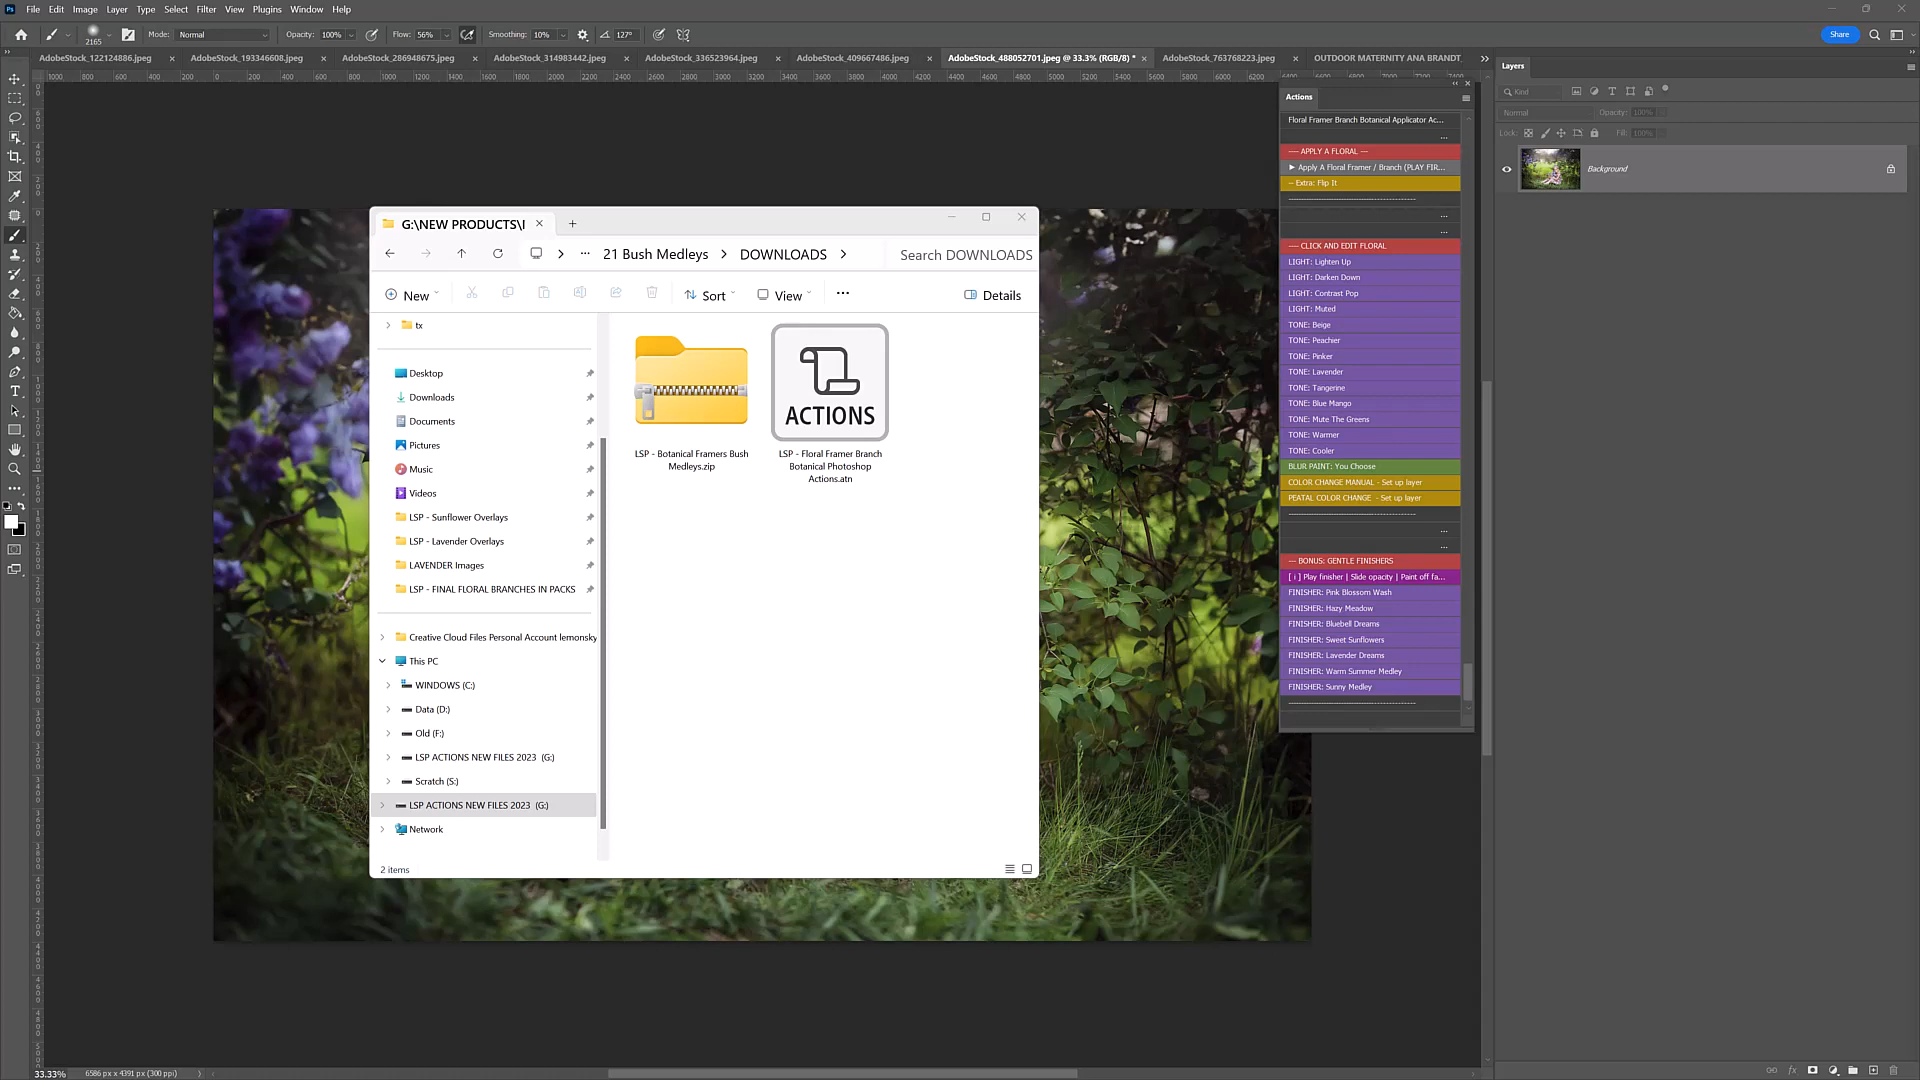 File Edit Image Layer Type Select Filter View Plugins Window Help
2165 Mode: Normal Opacity: 100% Flow: 56% Smoothing: 10% 127° Share
AdobeStock_122124886.jpeg AdobeStock_193346608.jpeg AdobeStock_286948675.jpeg AdobeStock_314983442.jpeg AdobeStock_336523964.jpeg AdobeStock_409667486.jpeg AdobeStock_488052701.jpeg @ 33.3% (RGB/8) * AdobeStock_763768223.jpeg OUTDOOR MATERNITY ANA BRANDT
Layers
Kind
Normal Opacity: 100%
Lock: Fill: 100%
Background
Actions
Floral Framer Branch Botanical Applicator Ac...
...
---- APPLY A FLORAL ---
► Apply A Floral Framer / Branch (PLAY FIR...
-- Extra: Flip It
...
...
---- CLICK AND EDIT FLORAL
LIGHT: Lighten Up
LIGHT: Darken Down
LIGHT: Contrast Pop
LIGHT: Muted
TONE: Beige
TONE: Peachier
TONE: Pinker
TONE: Lavender
TONE: Tangerine
TONE: Blue Mango
TONE: Mute The Greens
TONE: Warmer
TONE: Cooler
BLUR PAINT: You Choose
COLOR CHANGE MANUAL - Set up layer
PEATAL COLOR CHANGE - Set up layer
...
...
--- BONUS: GENTLE FINISHERS
[ i ] Play finisher | Slide opacity | Paint off fa...
FINISHER: Pink Blossom Wash
FINISHER: Hazy Meadow
FINISHER: Bluebell Dreams
FINISHER: Sweet Sunflowers
FINISHER: Lavender Dreams
FINISHER: Warm Summer Medley
FINISHER: Sunny Medley
G:\NEW PRODUCTS\I
21 Bush Medleys DOWNLOADS Search DOWNLOADS
New Sort View ... Details
tx
Desktop
Downloads
Documents
Pictures
Music
Videos
LSP - Sunflower Overlays
LSP - Lavender Overlays
LAVENDER Images
LSP - FINAL FLORAL BRANCHES IN PACKS
Creative Cloud Files Personal Account lemonsky
This PC
WINDOWS (C:)
Data (D:)
Old (F:)
LSP ACTIONS NEW FILES 2023 (G:)
Scratch (S:)
LSP ACTIONS NEW FILES 2023 (G:)
Network
2 items
ACTIONS
LSP - Botanical Framers Bush
Medleys.zip
LSP - Floral Framer Branch
Botanical Photoshop
Actions.atn
33.33% 6586 px x 4391 px (300 ppi)